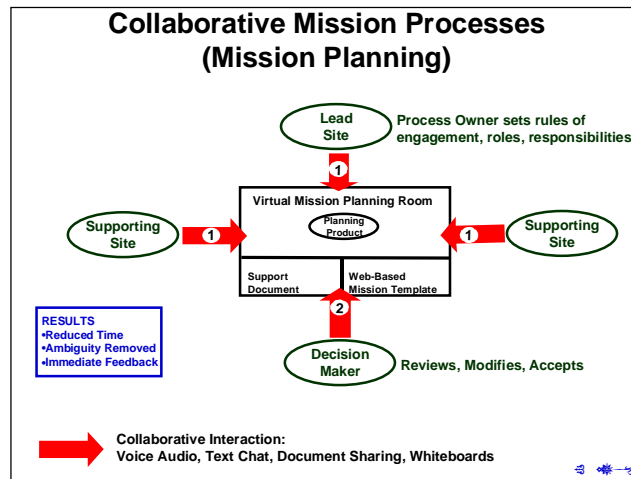 Collaborative Mission Processes
(Mission Planning)
Lead
Site
Process Owner sets rules of
engagement, roles, responsibilities
1
Virtual Mission Planning Room
Planning
Product
Supporting
Site
1
1
Supporting
Site
Support
Document
Web-Based
Mission Template
2
RESULTS
•Reduced Time
•Ambiguity Removed
•Immediate Feedback
Decision
Maker
Reviews, Modifies, Accepts
Collaborative Interaction:
Voice Audio, Text Chat, Document Sharing, Whiteboards